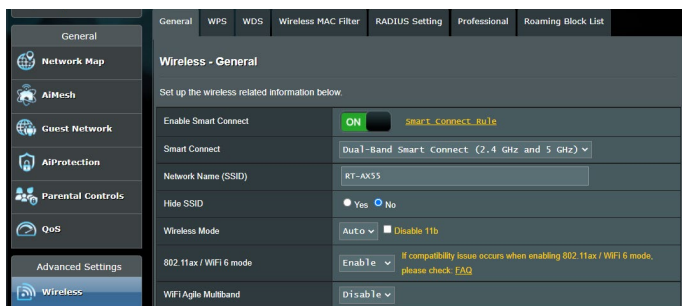 General WPS WDS Wireless MAC Filter RADIUS Setting Professional Roaming Block List
General
Network Map
AiMesh
Guest Network
AiProtection
Parental Controls
QoS
Advanced Settings
Wireless
Wireless - General
Set up the wireless related information below.
Enable Smart Connect ON Smart Connect Rule
Smart Connect Dual-Band Smart Connect (2.4 GHz and 5 GHz)
Network Name (SSID) RT-AX55
Hide SSID Yes No
Wireless Mode Auto Disable 11b
802.11ax / WiFi 6 mode Enable If compatibility issue occurs when enabling 802.11ax / WiFi 6 mode,
please check: FAQ
WiFi Agile Multiband Disable